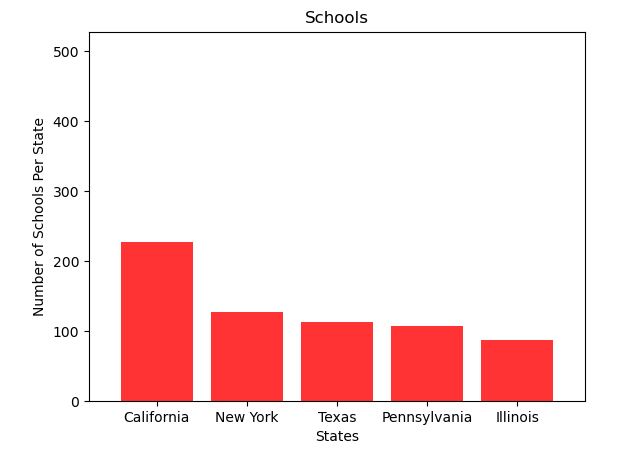 Schools
500
400
300
200
100
0
Number of Schools Per State
California New York Texas Pennsylvania Illinois
States